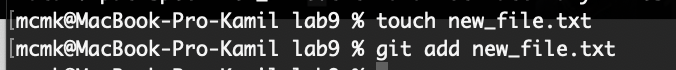 [mcmk@MacBook-Pro-Kamil lab9 % touch new_file.txt
[mcmk@MacBook-Pro-Kamil lab9 % git add new_file.txt